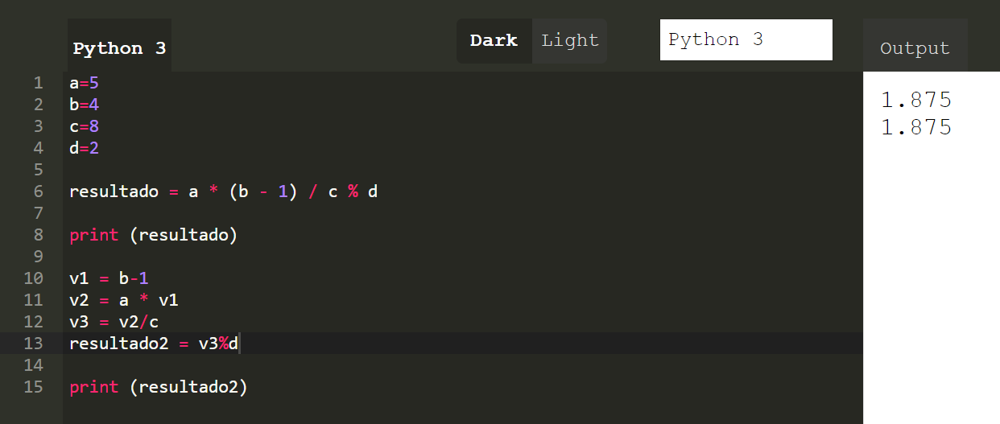 Python 3 Dark Light Python 3 Output
1 a=5
2 b=4
3 c=8
4 d=2
5
6 resultado = a * (b - 1) / c % d
7
8 print (resultado)
9
10 v1 = b-1
11 v2 = a * v1
12 v3 = v2/c
13 resultado2 = v3%d
14
15 print (resultado2)
1.875
1.875